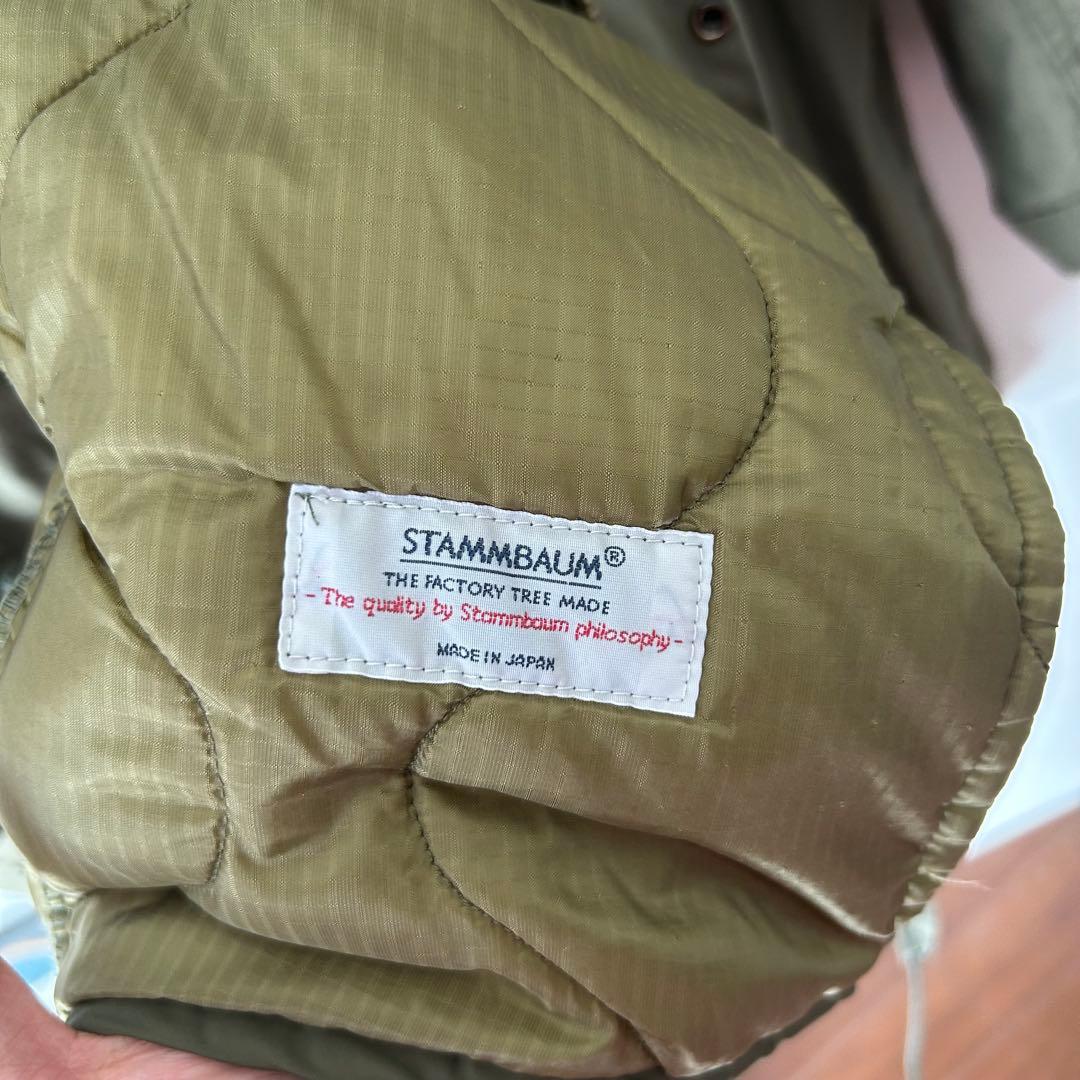 STAMMBAUM®
THE FACTORY TREE MADE
- The quality by Stammbaum philosophy -
MADE IN JAPAN